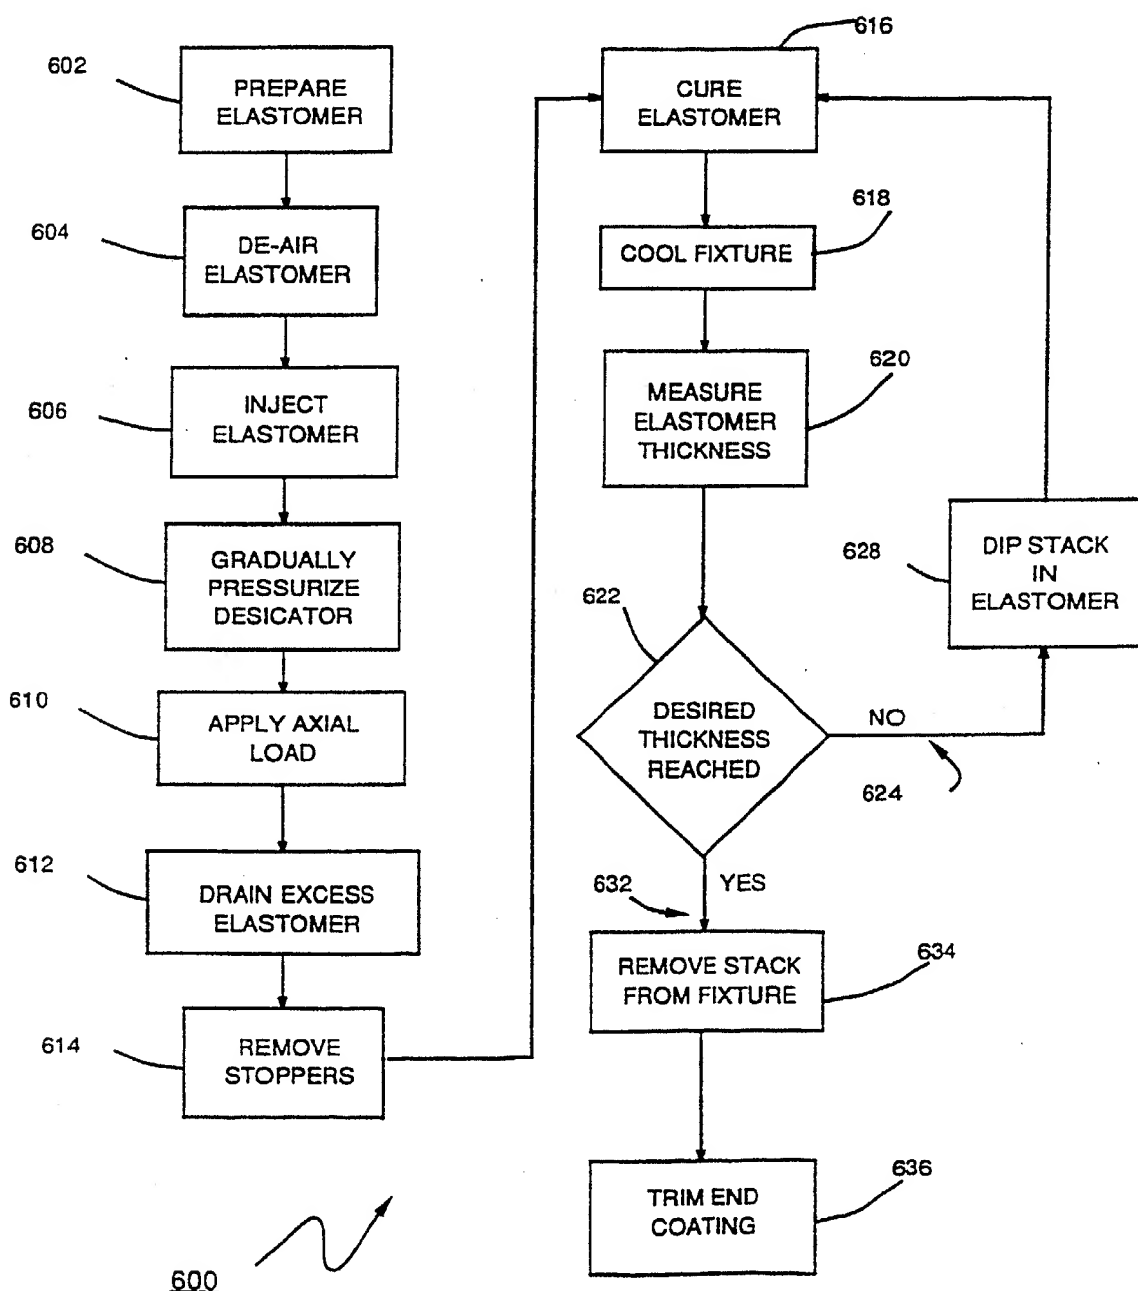 602
PREPARE
ELASTOMER
604
DE-AIR
ELASTOMER
606
INJECT
ELASTOMER
608
GRADUALLY
PRESSURIZE
DESICATOR
610
APPLY AXIAL
LOAD
612
DRAIN EXCESS
ELASTOMER
614
REMOVE
STOPPERS
616
CURE
ELASTOMER
618
COOL FIXTURE
620
MEASURE
ELASTOMER
THICKNESS
622
DESIRED
THICKNESS
REACHED
NO
624
628
DIP STACK
IN
ELASTOMER
YES
632
634
REMOVE STACK
FROM FIXTURE
636
TRIM END
COATING
600